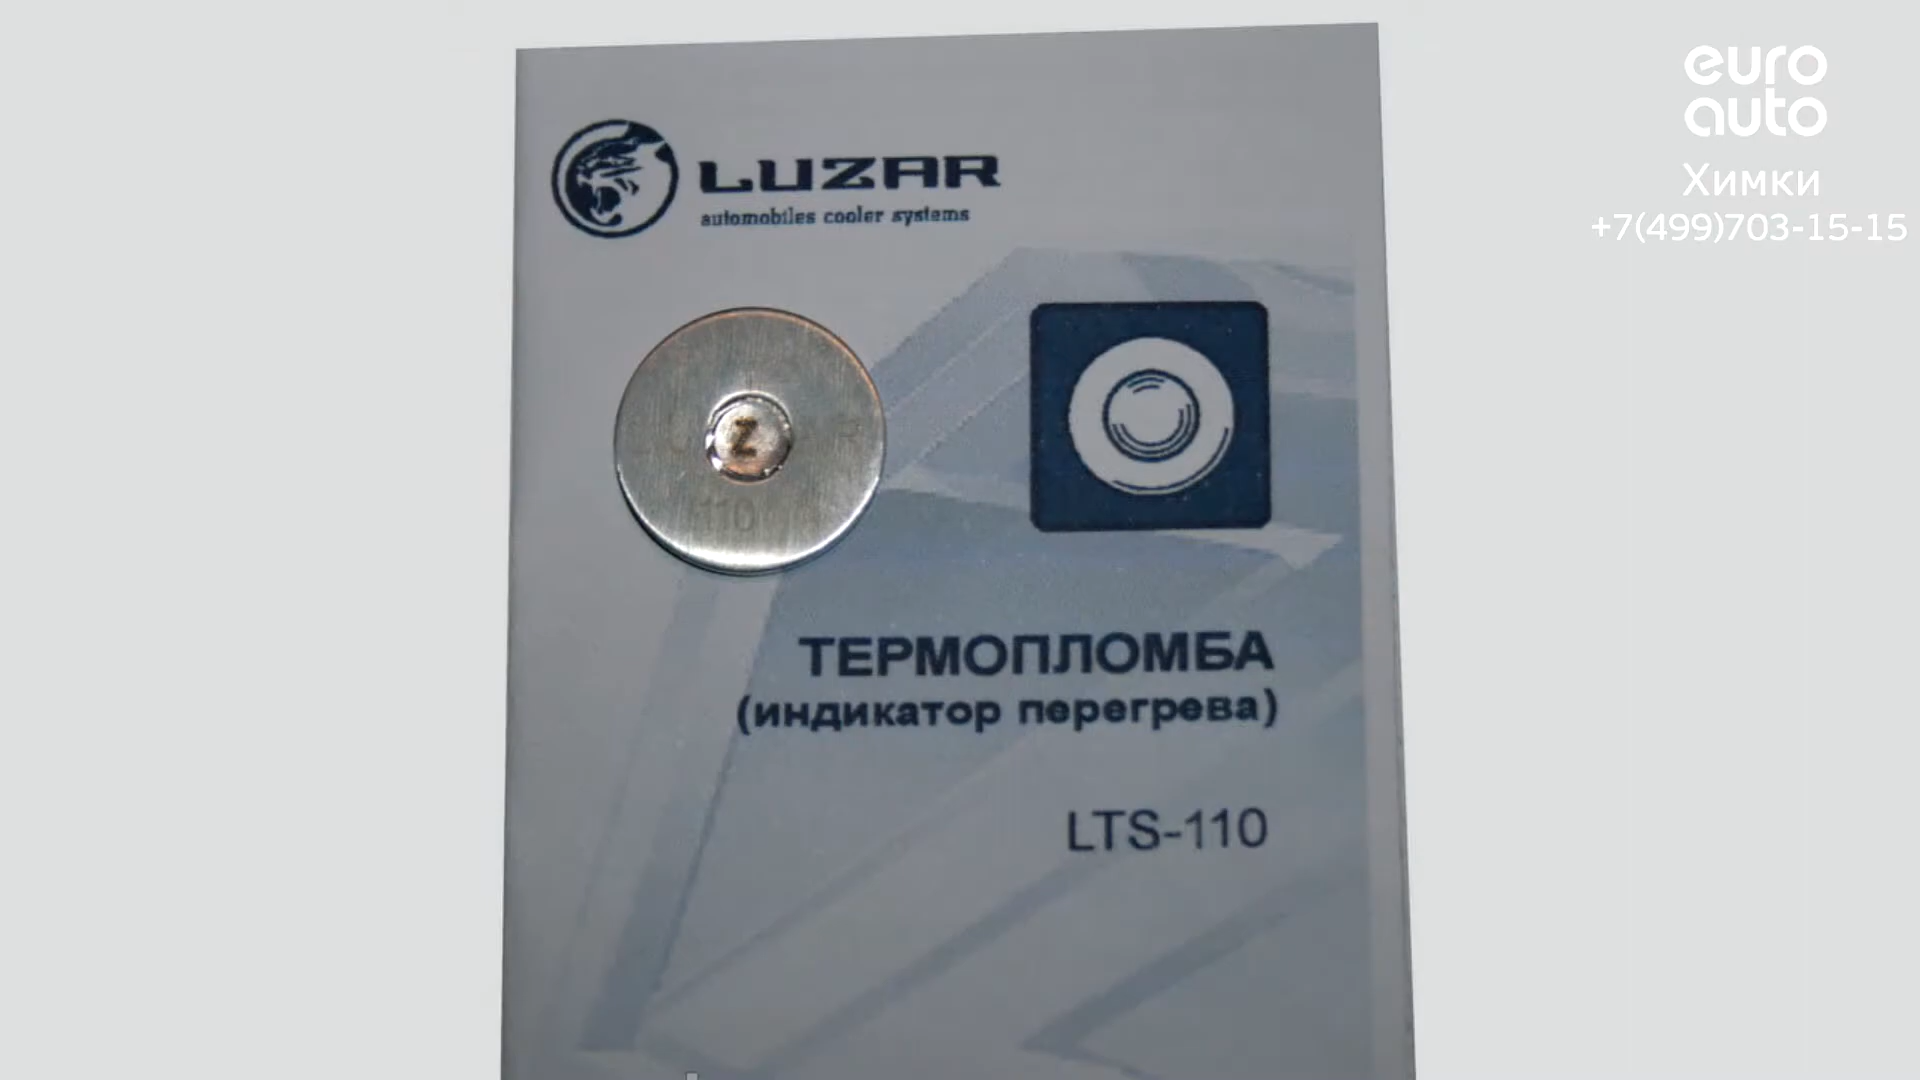 euro
auto
Химки
+7(499)703-15-15
LUZAR
automobiles cooler systems
Z
R
110
ТЕРМОПЛОМБА
(индикатор перегрева)
LTS-110